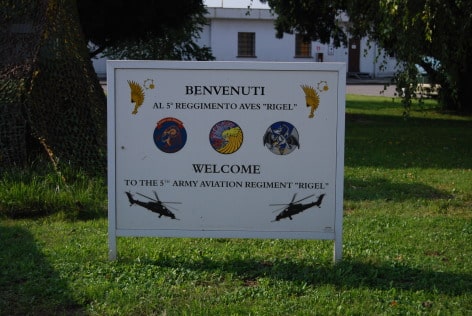 BENVENUTI
AL 5° REGGIMENTO AVES "RIGEL"
WELCOME
TO THE 5TH ARMY AVIATION REGIMENT "RIGEL"